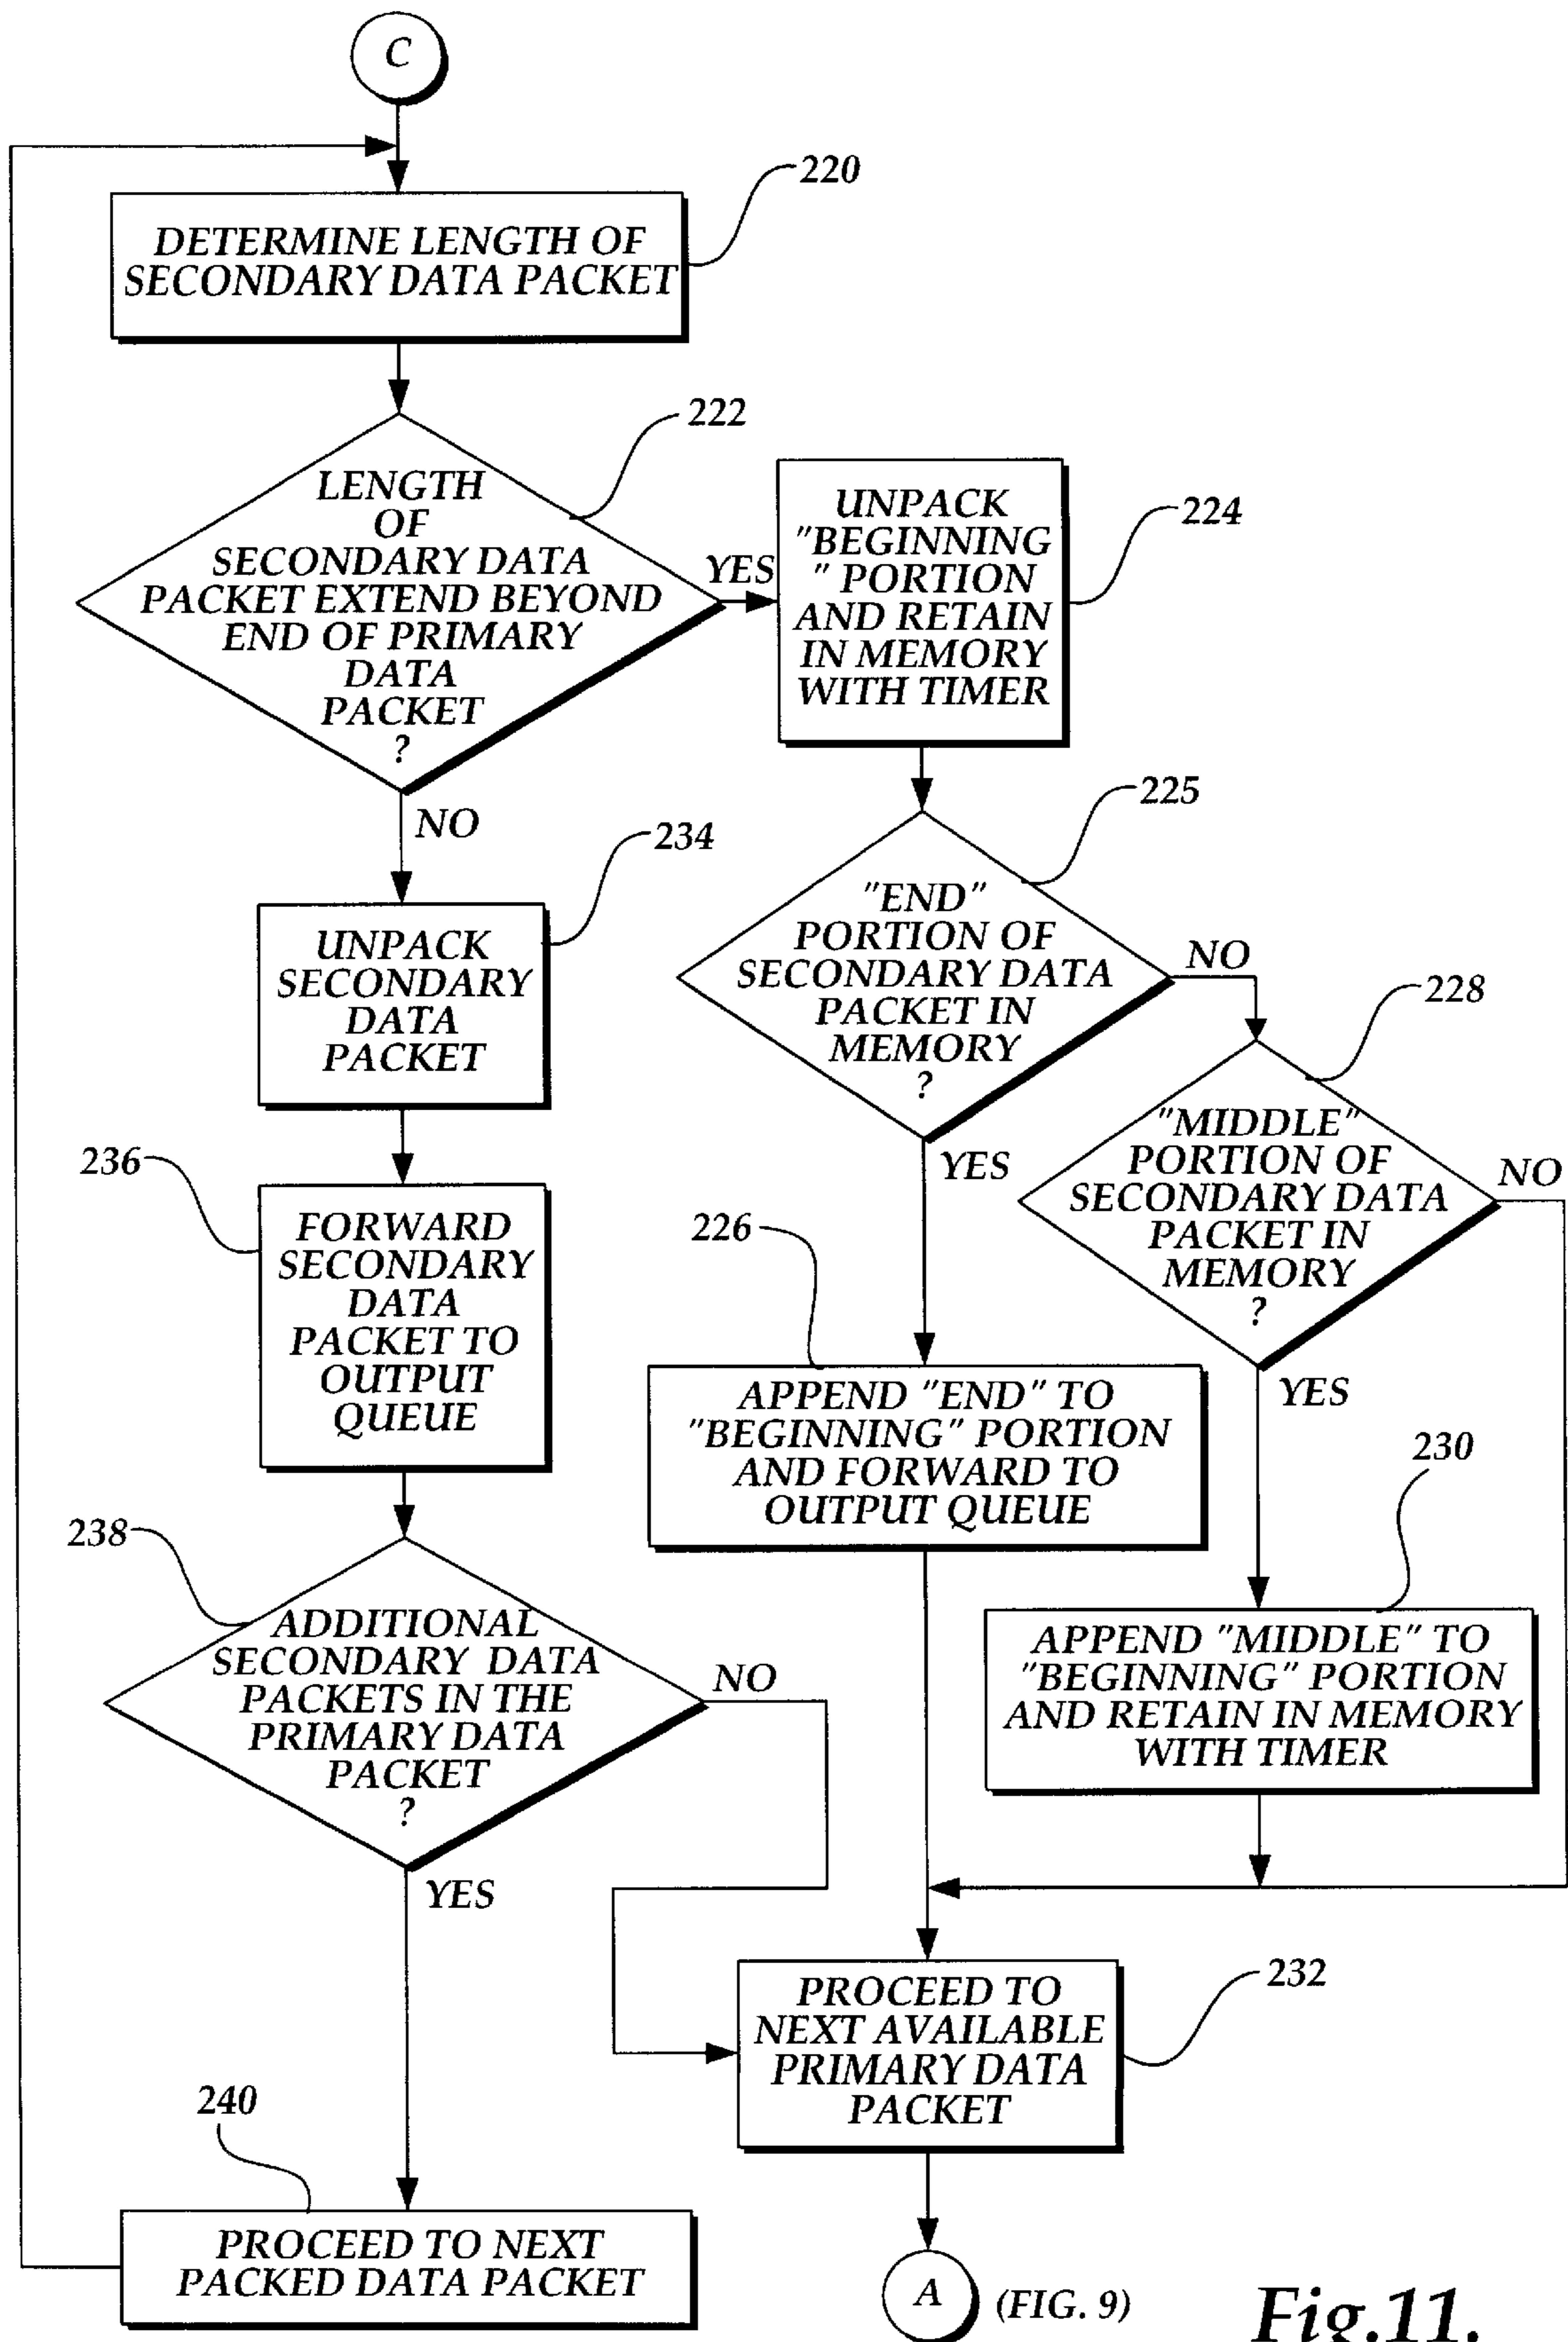 C
220
DETERMINE LENGTH OF
SECONDARY DATA PACKET
222
LENGTH
OF
SECONDARY DATA
PACKET EXTEND BEYOND
END OF PRIMARY
DATA
PACKET
?
YES
NO
UNPACK
"BEGINNING
" PORTION
AND RETAIN
IN MEMORY
WITH TIMER
224
225
"END"
PORTION OF
SECONDARY DATA
PACKET IN
MEMORY
?
NO
YES
234
UNPACK
SECONDARY
DATA
PACKET
228
"MIDDLE"
PORTION OF
SECONDARY DATA
PACKET IN
MEMORY
?
NO
YES
236
FORWARD
SECONDARY
DATA
PACKET TO
OUTPUT
QUEUE
226
APPEND "END" TO
"BEGINNING" PORTION
AND FORWARD TO
OUTPUT QUEUE
230
APPEND "MIDDLE" TO
"BEGINNING" PORTION
AND RETAIN IN MEMORY
WITH TIMER
238
ADDITIONAL
SECONDARY DATA
PACKETS IN THE
PRIMARY DATA
PACKET
?
NO
YES
232
PROCEED TO
NEXT AVAILABLE
PRIMARY DATA
PACKET
240
PROCEED TO NEXT
PACKED DATA PACKET
A
(FIG. 9)
Fig.11.